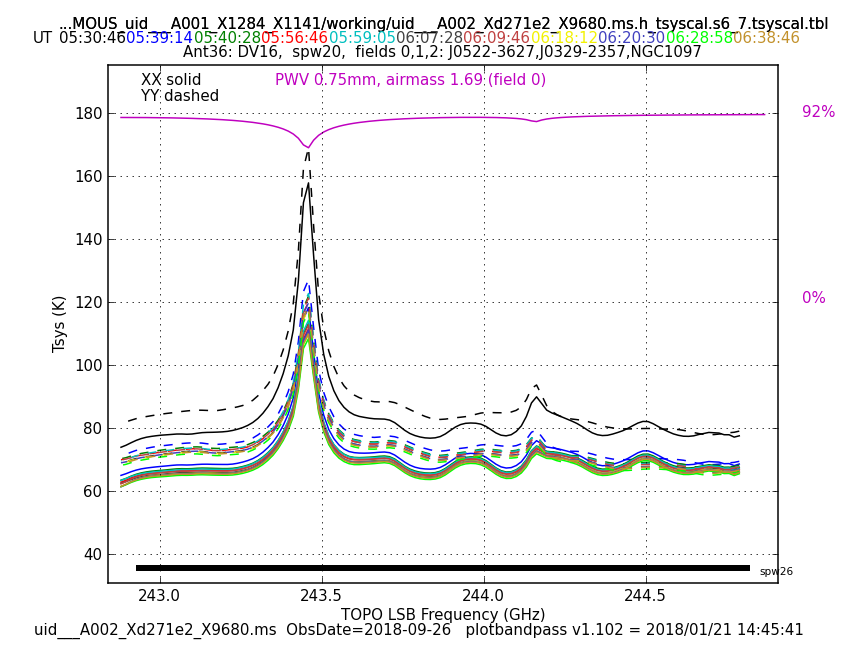 ...MOUS_uid___A001_X1284_X1141/working/uid___A002_Xd271e2_X9680.ms.h_tsyscal.s6_7.tsyscal.tbl
UT 05:30:46 05:39:14 05:40:28 05:56:46 05:59:05 06:07:28 06:09:46 06:18:12 06:20:30 06:28:58 06:38:46
Ant36: DV16, spw20, fields 0,1,2: J0522-3627,J0329-2357,NGC1097
XX solid
YY dashed
PWV 0.75mm, airmass 1.69 (field 0)
92%
0%
180
160
140
120
100
80
60
40
Tsys (K)
spw26
243.0 243.5 244.0 244.5
TOPO LSB Frequency (GHz)
uid___A002_Xd271e2_X9680.ms ObsDate=2018-09-26 plotbandpass v1.102 = 2018/01/21 14:45:41